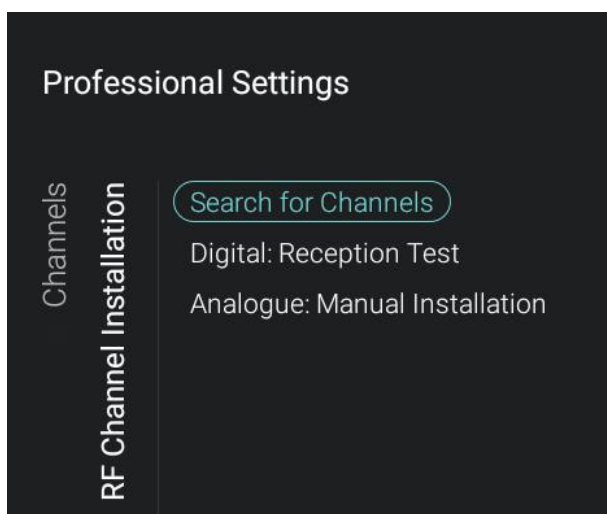 Professional Settings
Channels
RF Channel Installation
Search for Channels
Digital: Reception Test
Analogue: Manual Installation